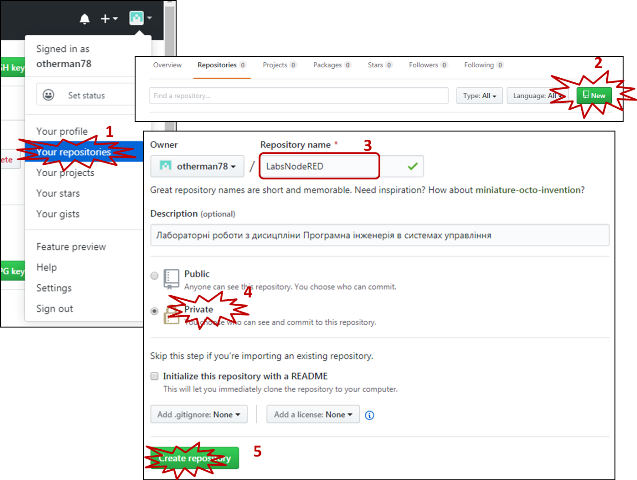 Signed in as
otherman78
Set status
SH key
Your profile
1
Your repositories
Your projects
Your stars
Your gists
Feature preview
Help
PG key
Settings
Sign out
2
Overview
Repositories 0
Projects 0
Packages 0
Stars 0
Followers 0
Following 0
Find a repository...
Type: All
Language: All
New
Owner
Repository name *
3
otherman78 / LabsNodeRED
Great repository names are short and memorable. Need inspiration? How about miniature-octo-invention?
Description (optional)
Лабораторні роботи з дисципліни Програмна інженерія в системах управління
Public
Anyone can see this repository. You choose who can commit.
4
Private
You choose who can see and commit to this repository.
Skip this step if you're importing an existing repository.
Initialize this repository with a README
This will let you immediately clone the repository to your computer.
Add .gitignore: None
Add a license: None
5
Create repository